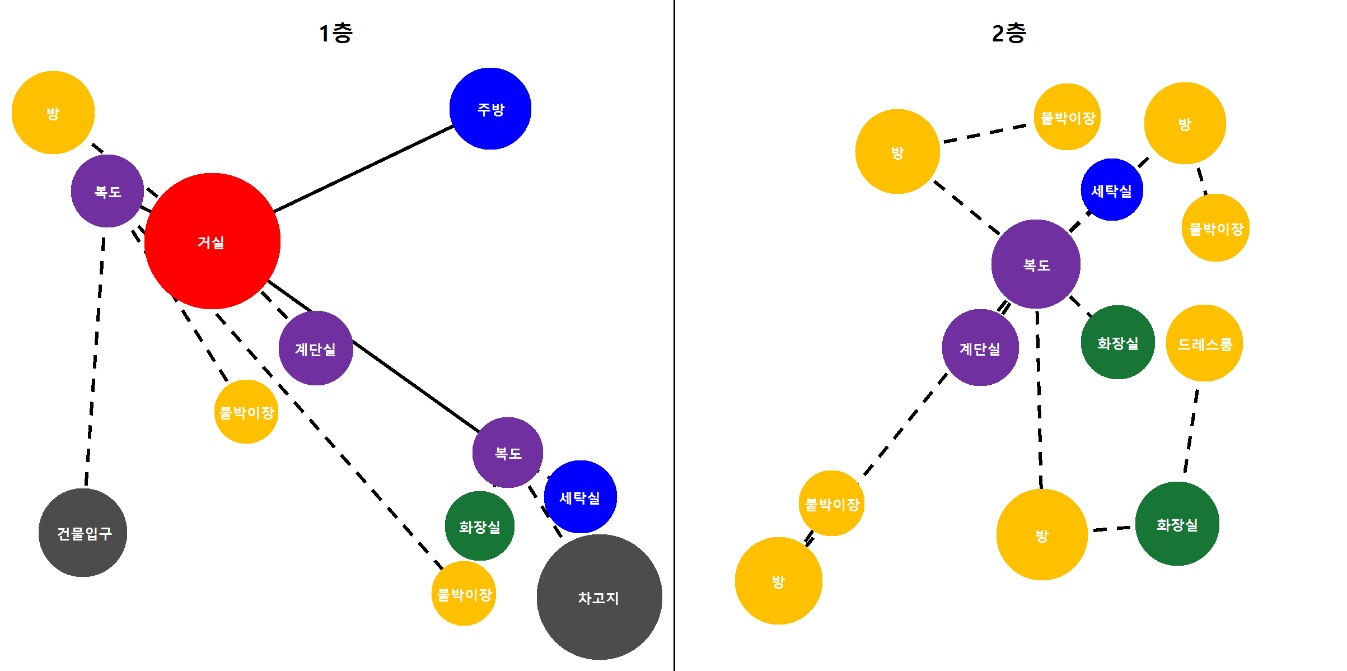 1층
방
주방
복도
거실
계단실
붙박이장
복도
세탁실
화장실
건물입구
붙박이장
차고지
2층
방
붙박이장
방
세탁실
붙박이장
복도
계단실
화장실
드레스룸
붙박이장
방
방
화장실